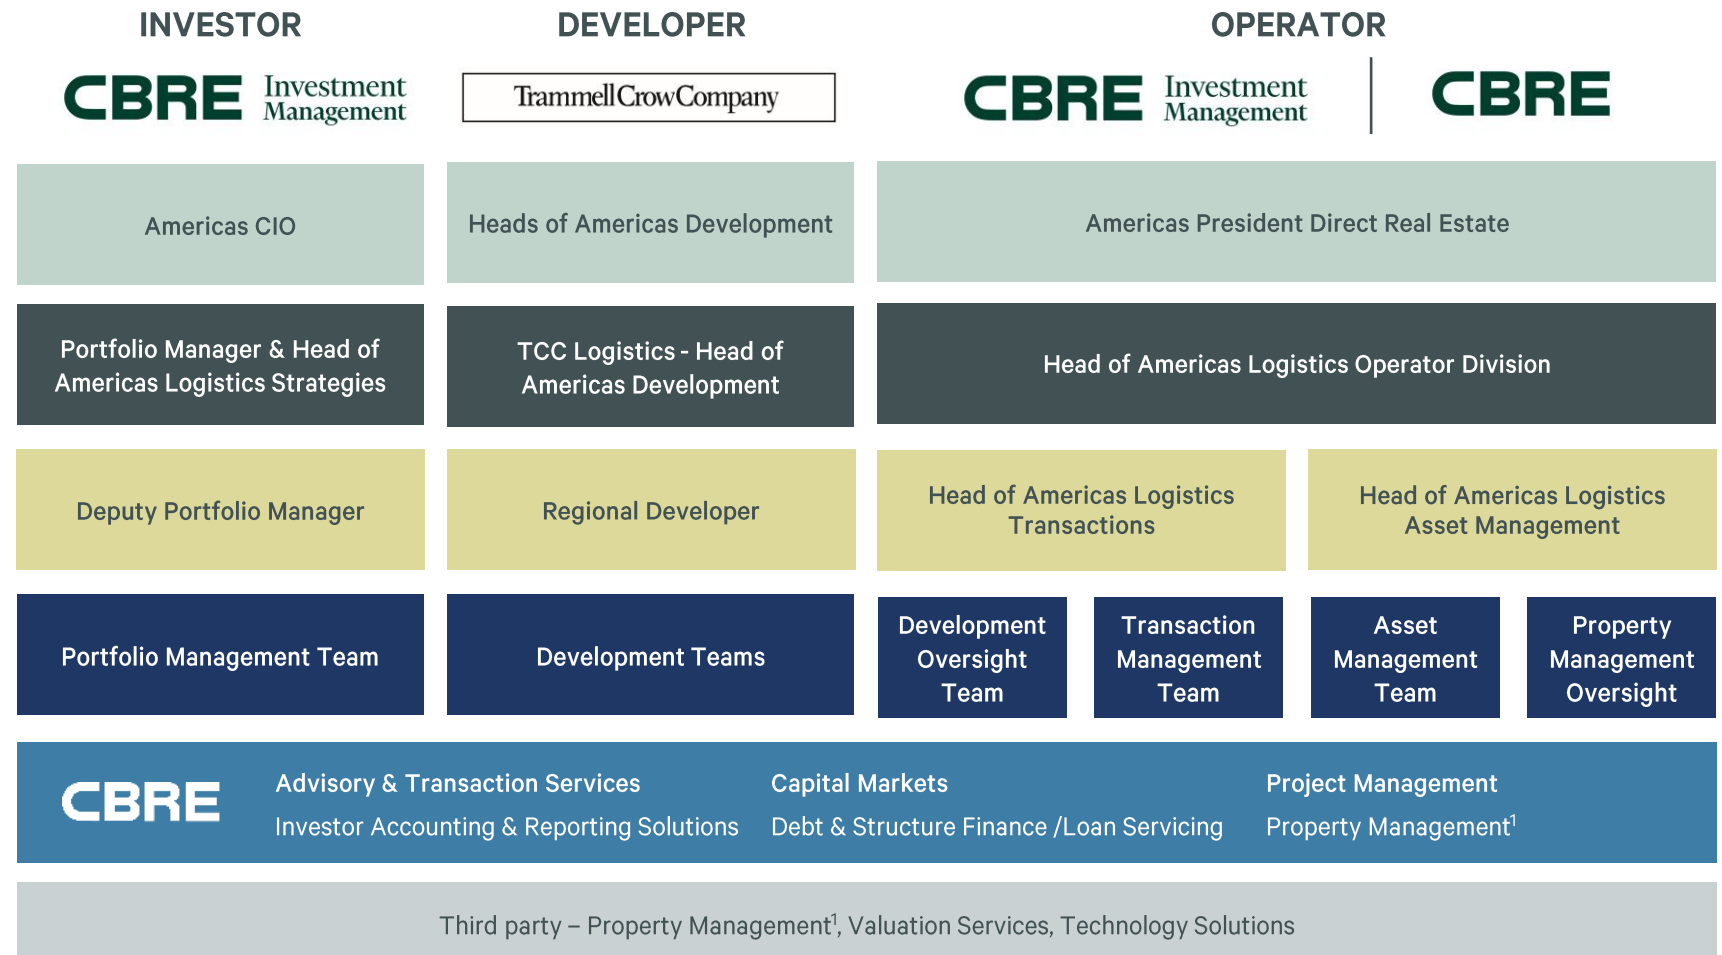 INVESTOR
DEVELOPER
OPERATOR
CBRE Investment
Management
Trammell Crow Company
CBRE Investment
Management
CBRE
Americas CIO
Heads of Americas Development
Americas President Direct Real Estate
Portfolio Manager & Head of
Americas Logistics Strategies
TCC Logistics - Head of
Americas Development
Head of Americas Logistics Operator Division
Deputy Portfolio Manager
Regional Developer
Head of Americas Logistics
Transactions
Head of Americas Logistics
Asset Management
Portfolio Management Team
Development Teams
Development
Oversight
Team
Transaction
Management
Team
Asset
Management
Team
Property
Management
Oversight
CBRE
Advisory & Transaction Services
Investor Accounting & Reporting Solutions
Capital Markets
Debt & Structure Finance /Loan Servicing
Project Management
Property Management¹
Third party – Property Management¹, Valuation Services, Technology Solutions